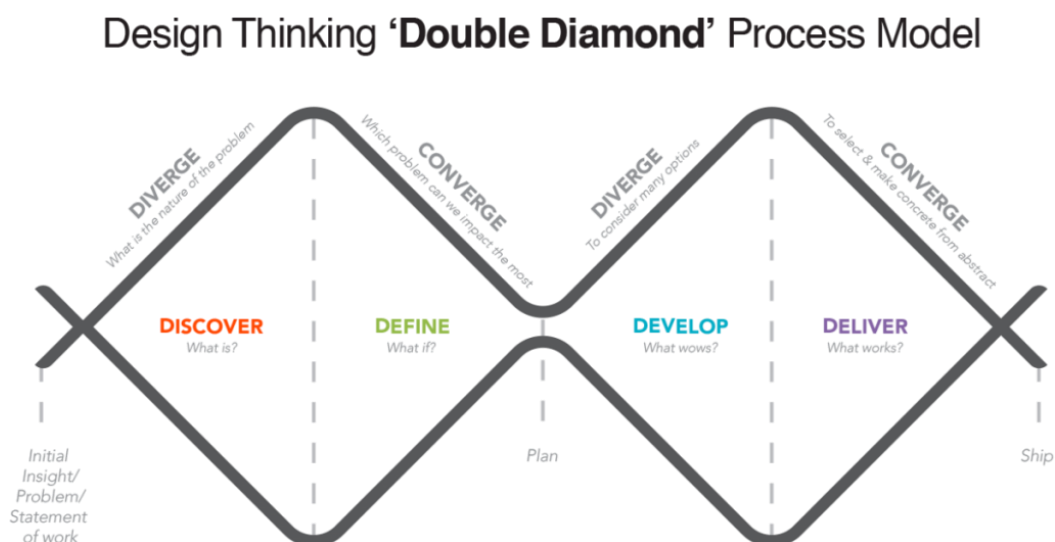 Design Thinking ‘Double Diamond’ Process Model
DIVERGE
What is the nature of the problem
CONVERGE
Which problem can we impact the most
DIVERGE
To consider many options
CONVERGE
To select & make concrete from abstract
DISCOVER
What is?
DEFINE
What if?
DEVELOP
What wows?
DELIVER
What works?
Initial
Insight/
Problem/
Statement
of work
Plan
Ship